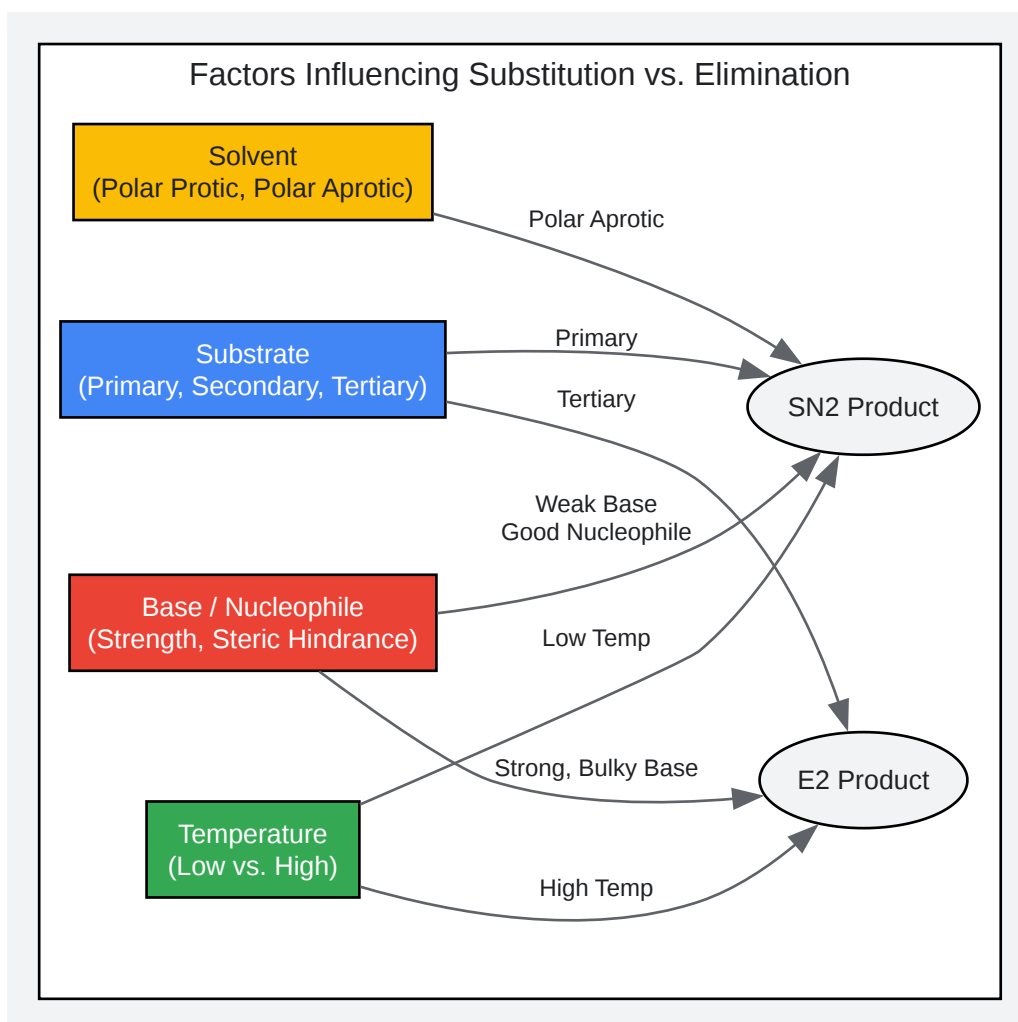 Factors Influencing Substitution vs. Elimination
Solvent
(Polar Protic, Polar Aprotic)
Polar Aprotic
Substrate
(Primary, Secondary, Tertiary)
Primary
Tertiary
SN2 Product
Weak Base
Good Nucleophile
Base / Nucleophile
(Strength, Steric Hindrance)
Low Temp
Strong, Bulky Base
E2 Product
Temperature
(Low vs. High)
High Temp